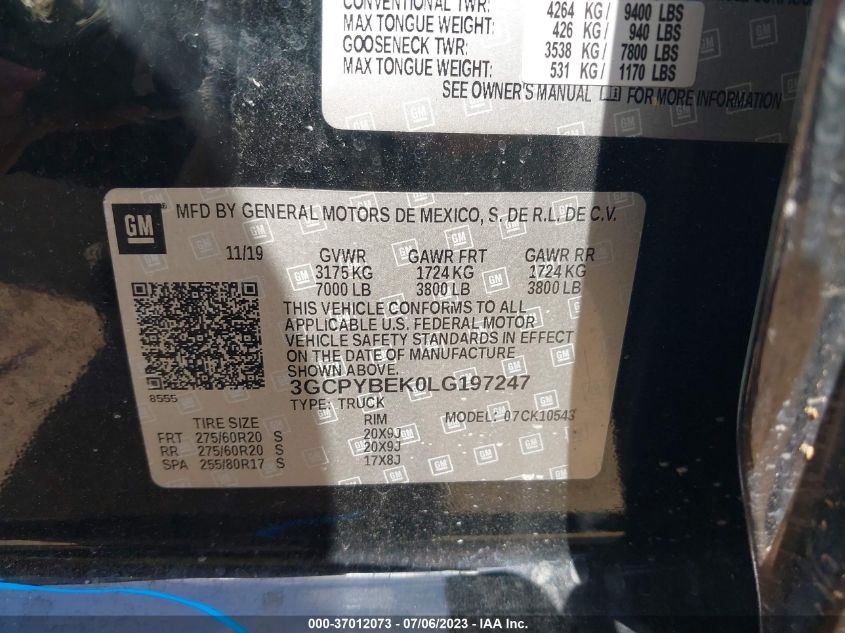 CONVENTIONAL TWR: 4264 KG/ 9400 LBS
MAX TONGUE WEIGHT: 426 KG/ 940 LBS
GOOSENECK TWR: 3538 KG/ 7800 LBS
MAX TONGUE WEIGHT: 531 KG/ 1170 LBS
SEE OWNER'S MANUAL FOR MORE INFORMATION
GM ® MFD BY GENERAL MOTORS DE MEXICO, S. DE R.L. DE C.V.
11/19 GVWR GAWR FRT GAWR RR
3175 KG 1724 KG 1724 KG
7000 LB 3800 LB 3800 LB
THIS VEHICLE CONFORMS TO ALL
APPLICABLE U.S. FEDERAL MOTOR
VEHICLE SAFETY STANDARDS IN EFFECT
ON THE DATE OF MANUFACTURE
SHOWN ABOVE.
3GCPYBEK0LG197247
8555
TYPE: TRUCK MODEL: 07CK10543
TIRE SIZE RIM
FRT 275/60R20 S 20X9J
RR 275/60R20 S 20X9J
SPA 255/80R17 S 17X8J
000-37012073 - 07/06/2023 - IAA Inc.